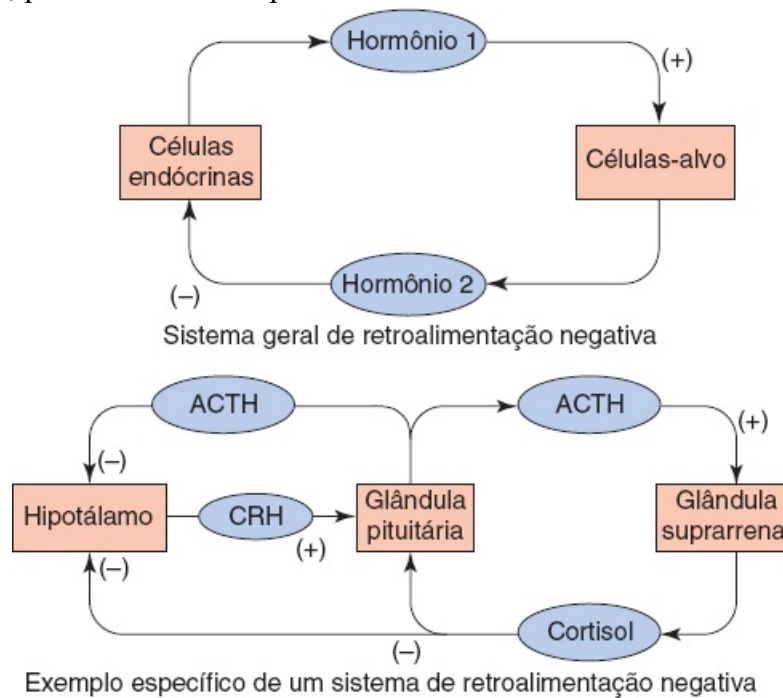 Hormônio 1
(+)
Células
endócrinas
Células-alvo
Hormônio 2
(–)
Sistema geral de retroalimentação negativa
ACTH
ACTH
(+)
(–)
Hipotálamo
CRH
(+)
Glândula
pituitária
Glândula
suprarrena
(–)
Cortisol
(–)
Exemplo específico de um sistema de retroalimentação negativa